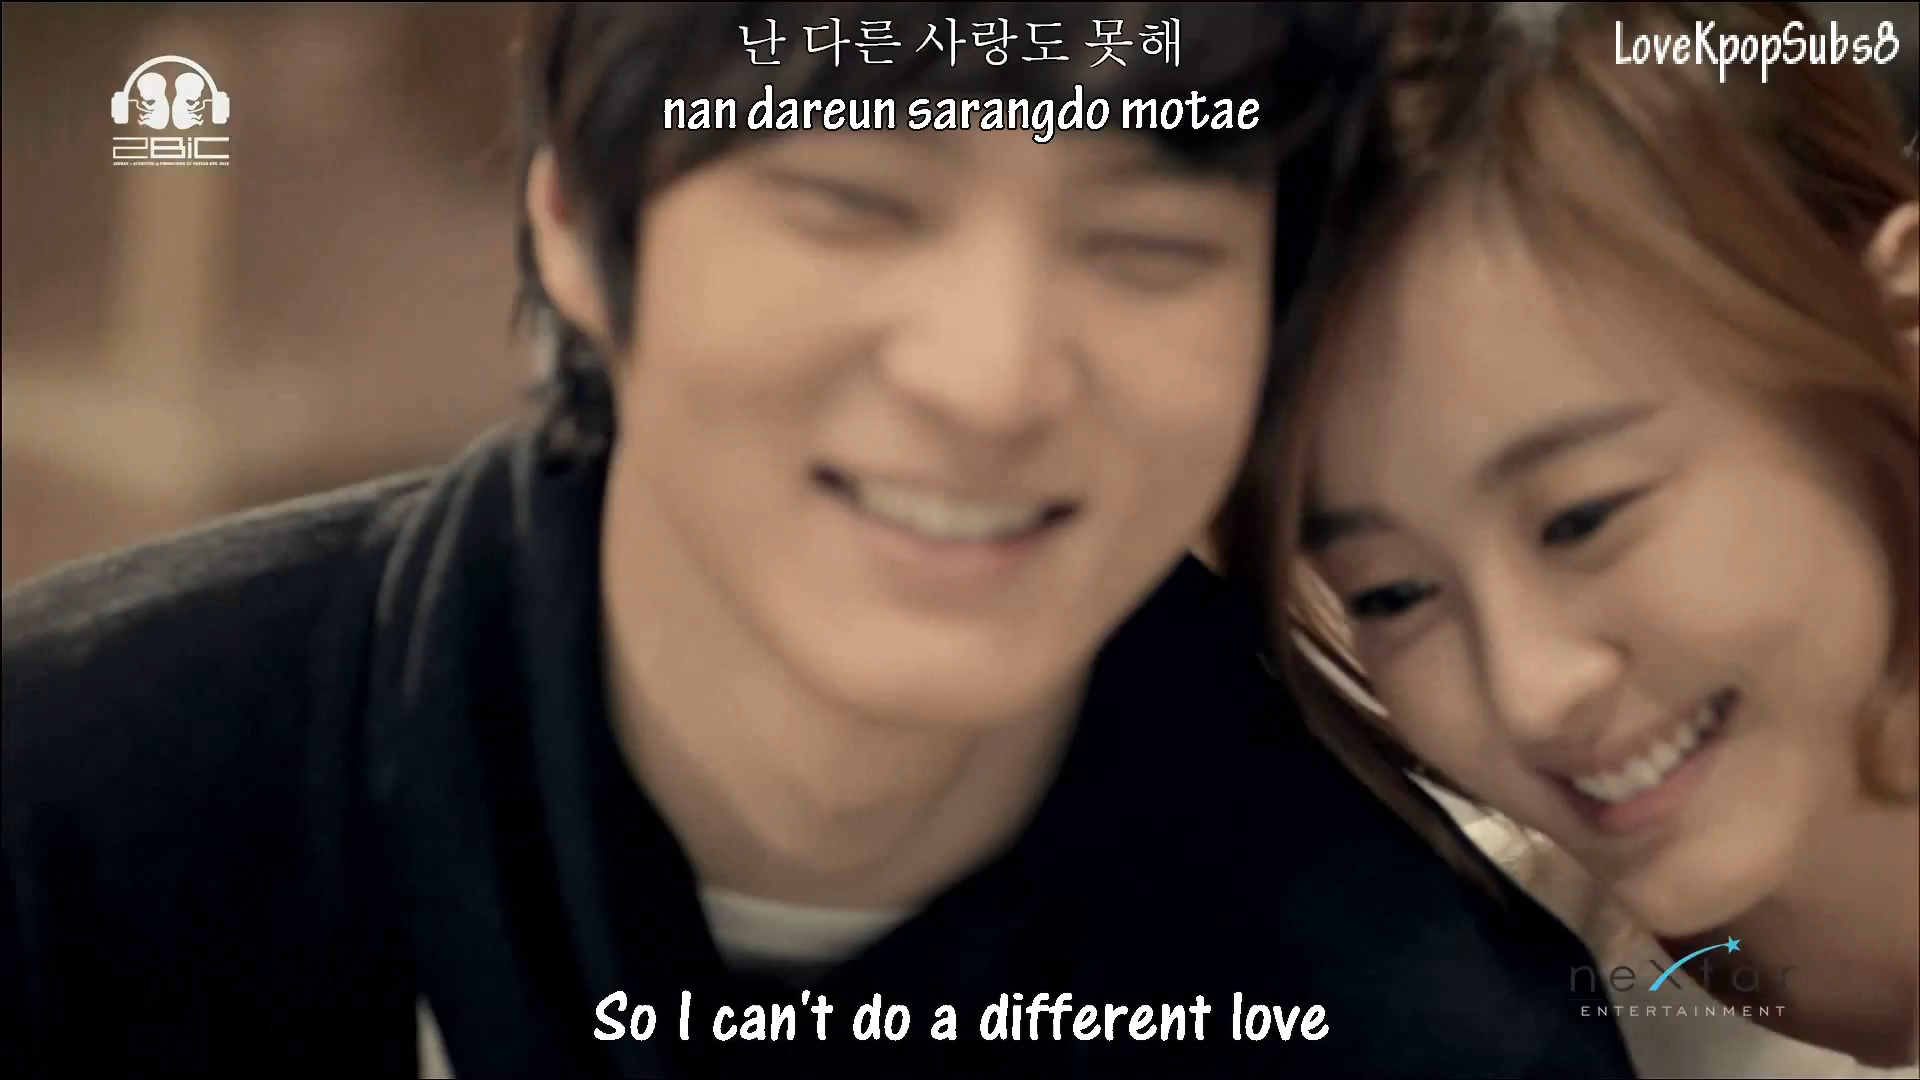 난 다른 사랑도 못해
nan dareun sarangdo motae
LoveKpopSubs8
2BiC
So I can't do a different love
nextar
ENTERTAINMENT